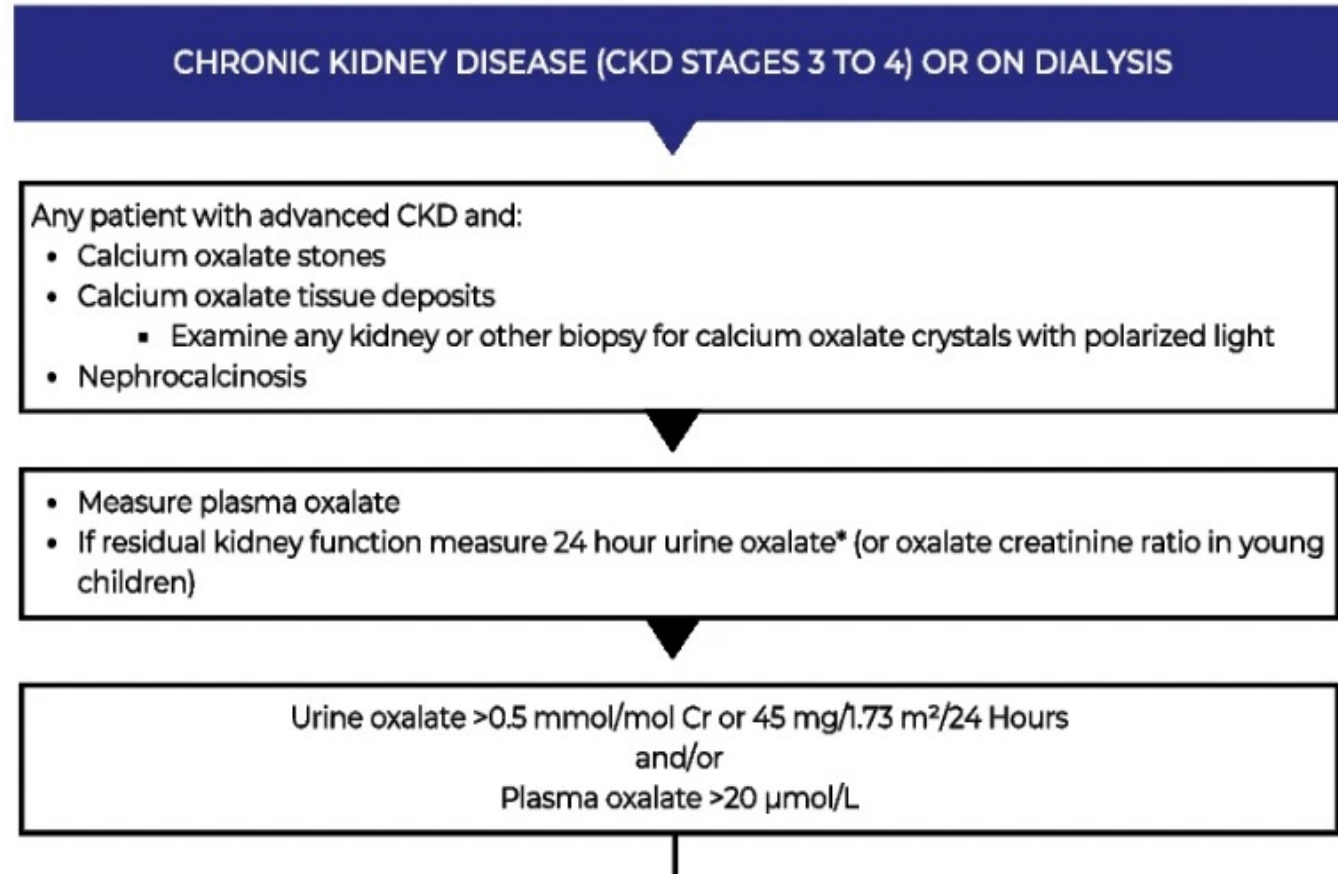 CHRONIC KIDNEY DISEASE (CKD STAGES 3 TO 4) OR ON DIALYSIS
Any patient with advanced CKD and:
• Calcium oxalate stones
• Calcium oxalate tissue deposits
▪ Examine any kidney or other biopsy for calcium oxalate crystals with polarized light
• Nephrocalcinosis
• Measure plasma oxalate
• If residual kidney function measure 24 hour urine oxalate* (or oxalate creatinine ratio in young
children)
Urine oxalate >0.5 mmol/mol Cr or 45 mg/1.73 m²/24 Hours
and/or
Plasma oxalate >20 µmol/L